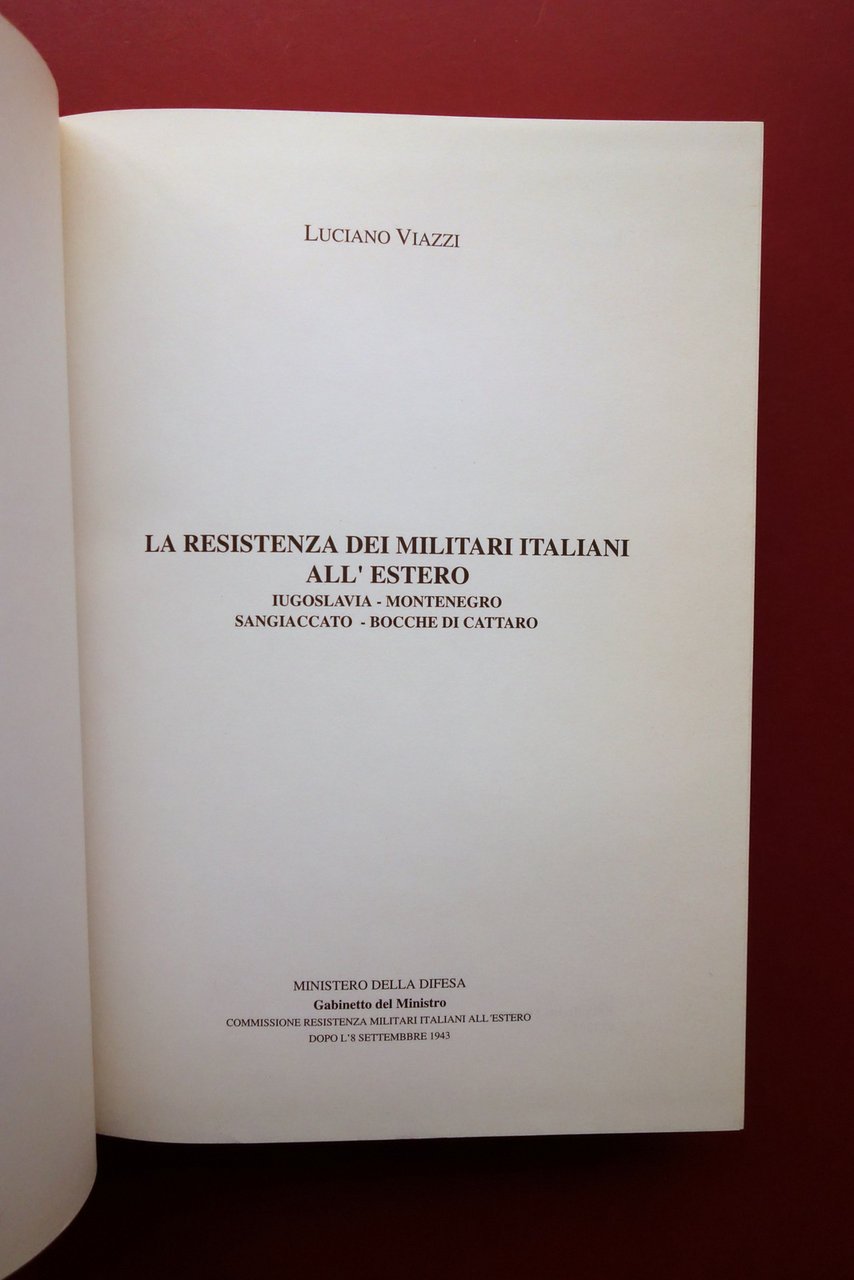 LUCIANO VIAZZI
LA RESISTENZA DEI MILITARI ITALIANI
ALL' ESTERO
IUGOSLAVIA - MONTENEGRO
SANGIACCATO - BOCCHE DI CATTARO
MINISTERO DELLA DIFESA
Gabinetto del Ministro
COMMISSIONE RESISTENZA MILITARI ITALIANI ALL'ESTERO
DOPO L'8 SETTEMBBRE 1943